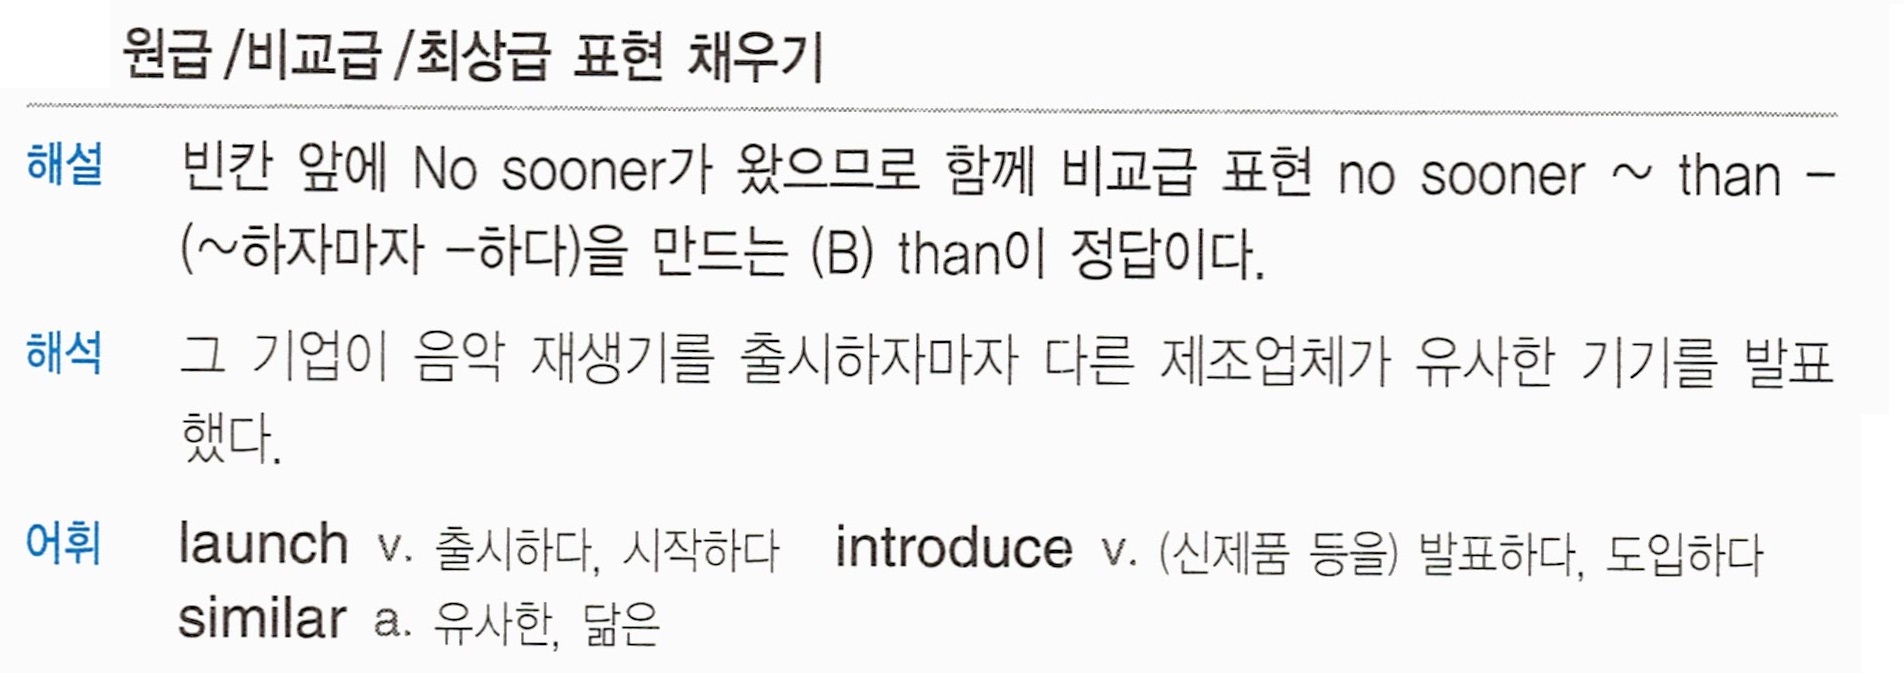 원급/비교급/최상급 표현 채우기
해설 빈칸 앞에 No sooner가 왔으므로 함께 비교급 표현 no sooner ~ than –
(~하자마자 –하다)을 만드는 (B) than이 정답이다.
해석 그 기업이 음악 재생기를 출시하자마자 다른 제조업체가 유사한 기기를 발표
했다.
어휘 launch v. 출시하다, 시작하다 introduce v. (신제품 등을) 발표하다, 도입하다
similar a. 유사한, 닮은